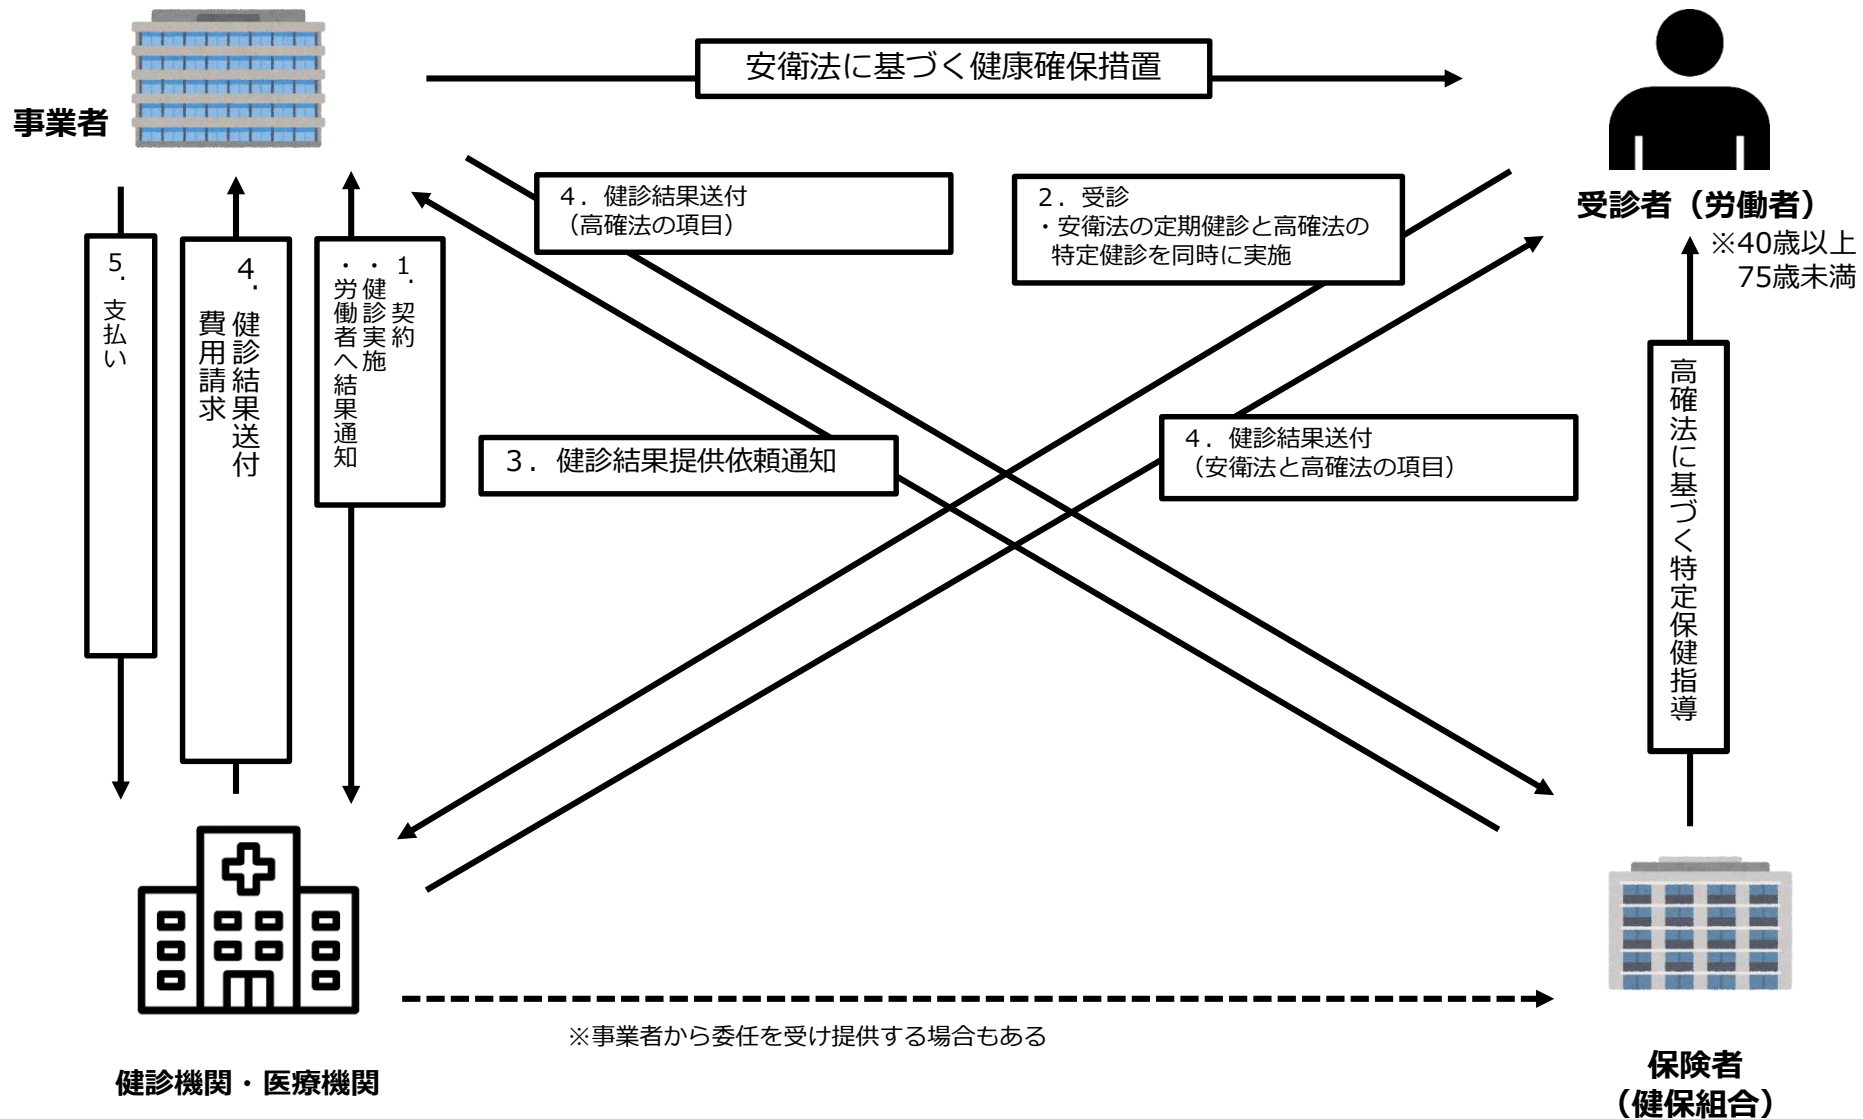 安衛法に基づく健康確保措置
事業者
4．健診結果送付
（高確法の項目）
2．受診
・安衛法の定期健診と高確法の
特定健診を同時に実施
受診者（労働者）
※40歳以上
75歳未満
5．支払い
4．健診結果送付
費用請求
1．契約
・健診実施
・労働者へ結果通知
3．健診結果提供依頼通知
4．健診結果送付
（安衛法と高確法の項目）
高確法に基づく特定保健指導
※事業者から委任を受け提供する場合もある
健診機関・医療機関
保険者
（健保組合）